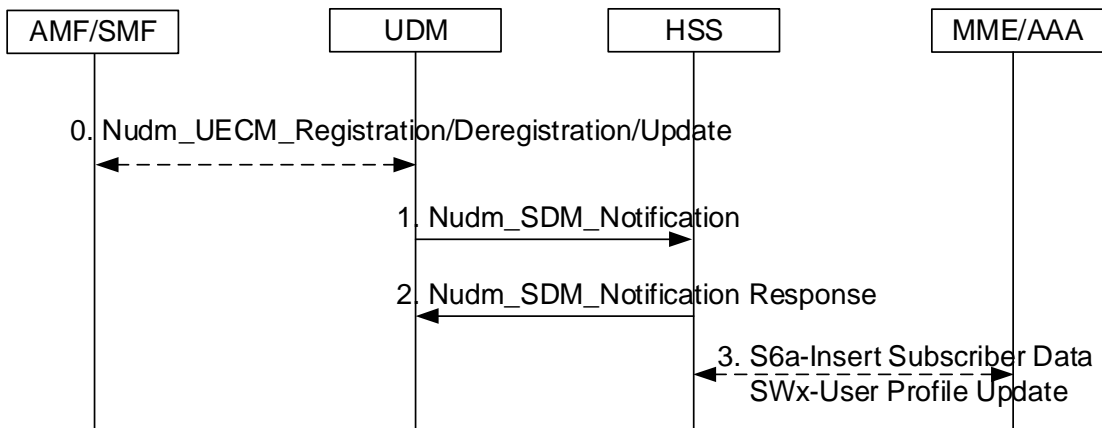 AMF/SMF
UDM
HSS
MME/AAA
0. Nudm_UECM_Registration/Deregistration/Update
1. Nudm_SDM_Notification
2. Nudm_SDM_Notification Response
3. S6a-Insert Subscriber Data
SWx-User Profile Update